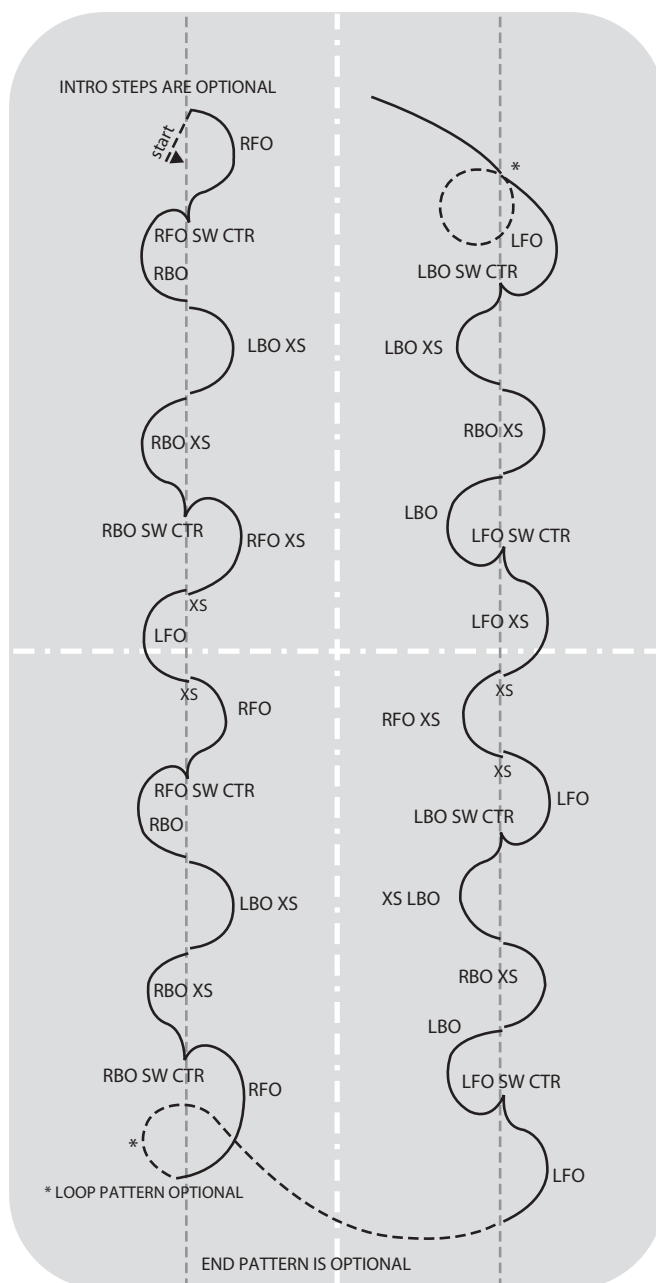 INTRO STEPS ARE OPTIONAL
start
RFO
RFO SW CTR
RBO
LBO XS
RBO XS
RBO SW CTR
RFO XS
XS
LFO
XS
RFO
RFO SW CTR
RBO
LBO XS
RBO XS
RBO SW CTR
RFO
*
* LOOP PATTERN OPTIONAL
END PATTERN IS OPTIONAL
*
LFO
LBO SW CTR
LBO XS
RBO XS
LBO
LFO SW CTR
LFO XS
XS
RFO XS
XS
LFO
LBO SW CTR
XS LBO
RBO XS
LBO
LFO SW CTR
LFO